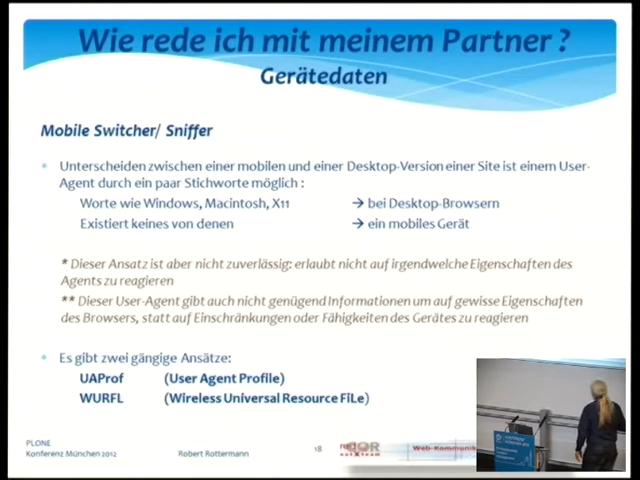 Wie rede ich mit meinem Partner ?
Gerätedaten
Mobile Switcher/ Sniffer
Unterscheiden zwischen einer mobilen und einer Desktop-Version einer Site ist einem User-
Agent durch ein paar Stichworte möglich :
Worte wie Windows, Macintosh, X11 → bei Desktop-Browsern
Existiert keines von denen → ein mobiles Gerät
* Dieser Ansatz ist aber nicht zuverlässig: erlaubt nicht auf irgendwelche Eigenschaften des
Agents zu reagieren
** Dieser User-Agent gibt auch nicht genügend Informationen um auf gewisse Eigenschaften
des Browsers, statt auf Einschränkungen oder Fähigkeiten des Gerätes zu reagieren
Es gibt zwei gängige Ansätze:
UAProf (User Agent Profile)
WURFL (Wireless Universal Resource FiLe)
PLONE
Konferenz München 2012 Robert Rottermann 18